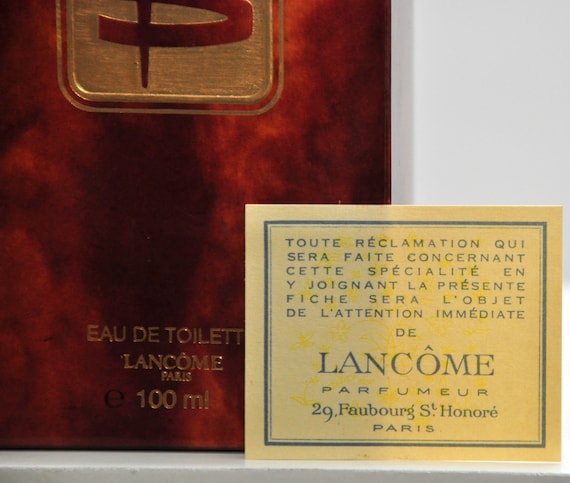 EAU DE TOILETT
LANCÔME
PARIS
e 100 ml
TOUTE RÉCLAMATION QUI
SERA FAITE CONCERNANT
CETTE SPÉCIALITÉ EN
Y JOIGNANT LA PRÉSENTE
FICHE SERA L'OBJET
DE L'ATTENTION IMMÉDIATE
DE
LANCÔME
PARFUMEUR
29, Faubourg St. Honoré
PARIS